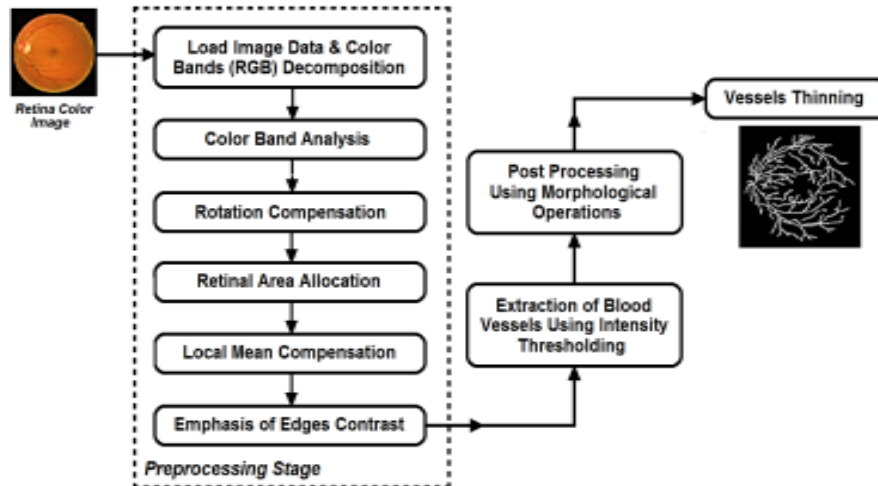 Retina Color
Image
Load Image Data & Color
Bands (RGB) Decomposition
Color Band Analysis
Rotation Compensation
Retinal Area Allocation
Local Mean Compensation
Emphasis of Edges Contrast
Preprocessing Stage
Extraction of Blood
Vessels Using Intensity
Thresholding
Post Processing
Using Morphological
Operations
Vessels Thinning